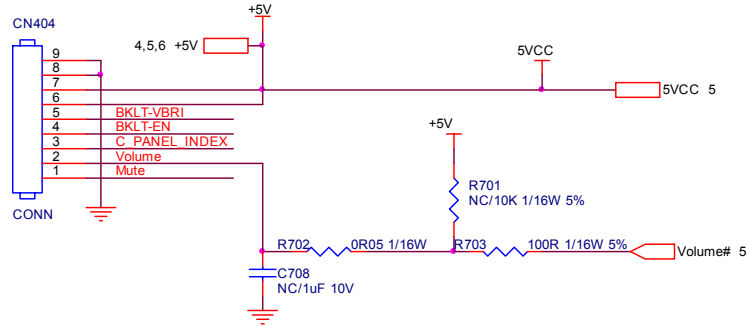 CN404
+5V
4,5,6 +5V
5VCC
9
8
7
6
5VCC 5
5 BKLT-VBRI
4 BKLT-EN
3 C_PANEL_INDEX
2 Volume
1 Mute
+5V
R701
NC/10K 1/16W 5%
CONN
R702 0R05 1/16W R703 100R 1/16W 5%
Volume# 5
C708
NC/1uF 10V